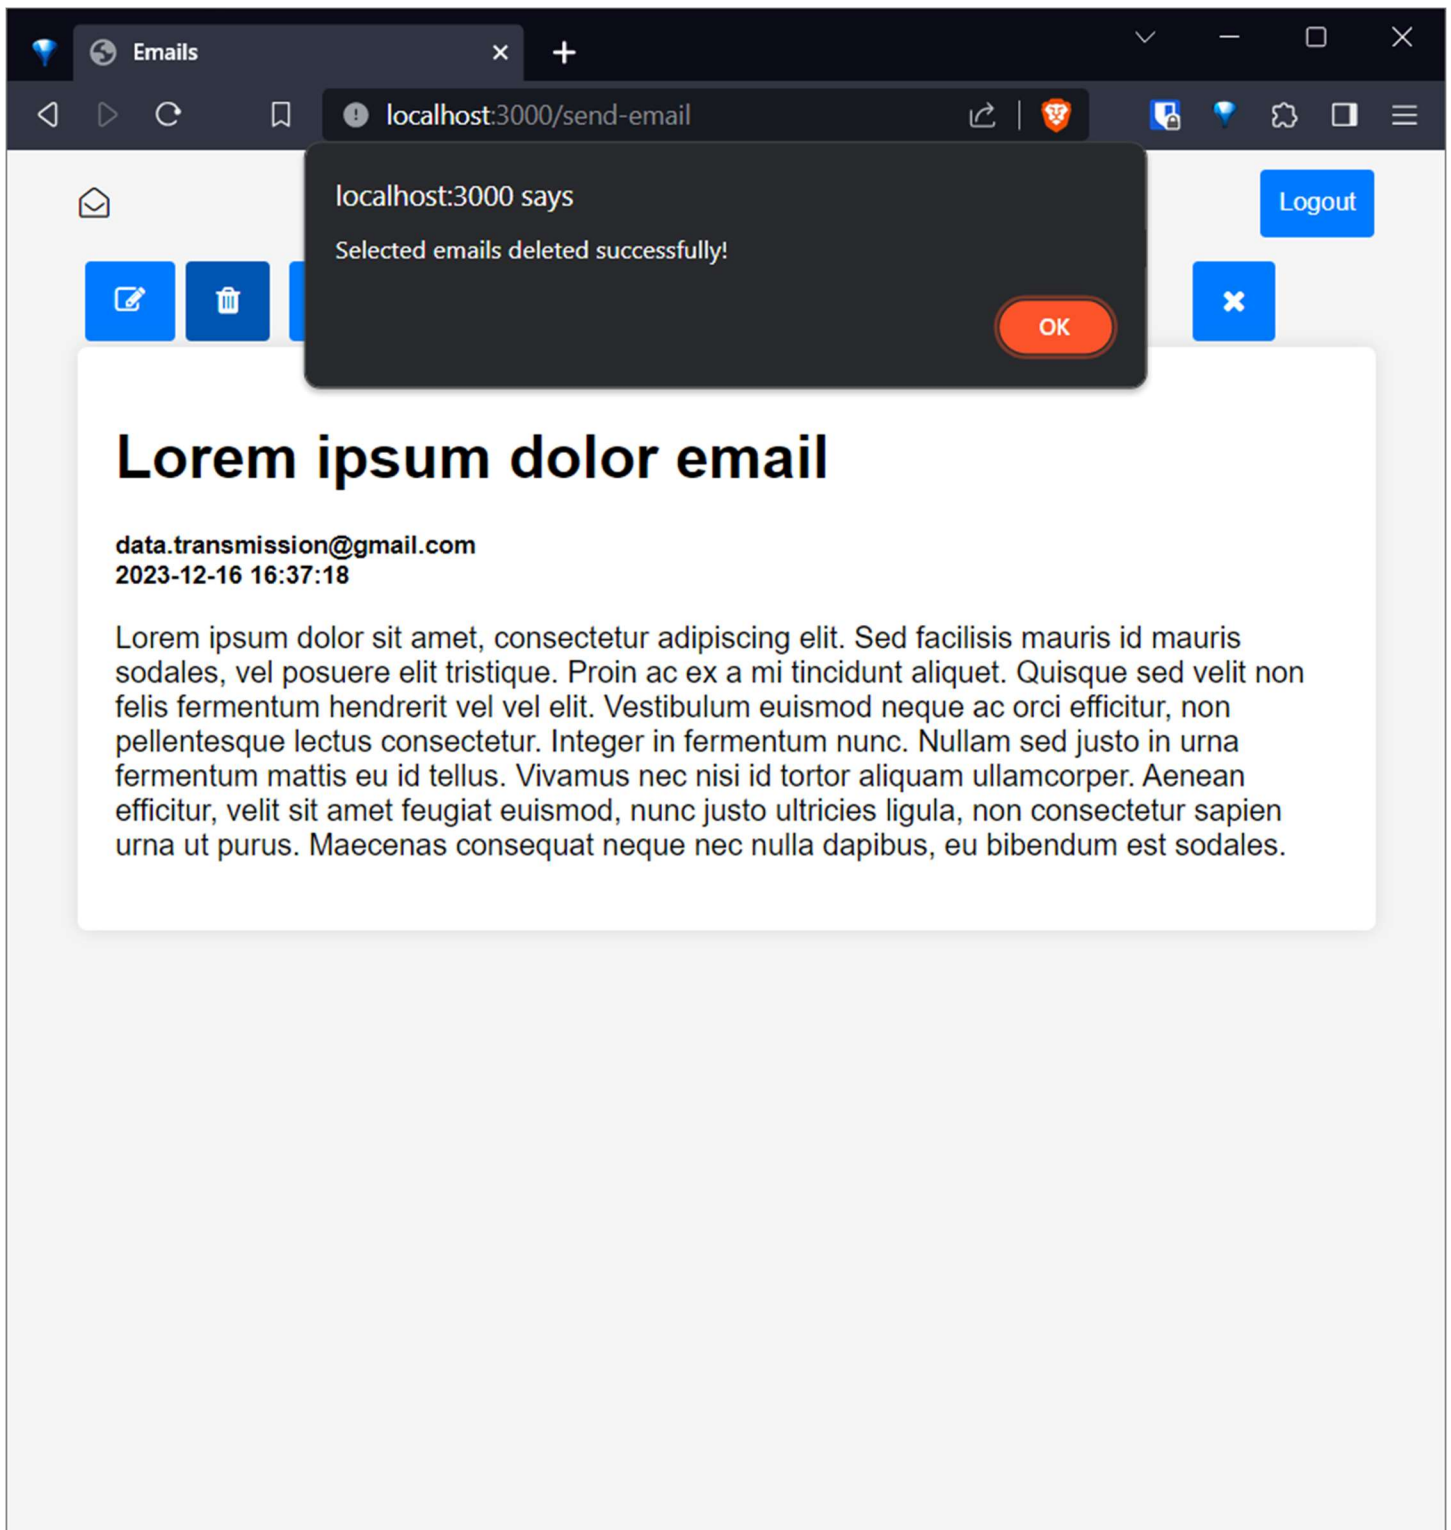 Emails
localhost:3000/send-email
localhost:3000 says
Selected emails deleted successfully!
OK
Logout
Lorem ipsum dolor email
data.transmission@gmail.com
2023-12-16 16:37:18
Lorem ipsum dolor sit amet, consectetur adipiscing elit. Sed facilisis mauris id mauris
sodales, vel posuere elit tristique. Proin ac ex a mi tincidunt aliquet. Quisque sed velit non
felis fermentum hendrerit vel vel elit. Vestibulum euismod neque ac orci efficitur, non
pellentesque lectus consectetur. Integer in fermentum nunc. Nullam sed justo in urna
fermentum mattis eu id tellus. Vivamus nec nisi id tortor aliquam ullamcorper. Aenean
efficitur, velit sit amet feugiat euismod, nunc justo ultricies ligula, non consectetur sapien
urna ut purus. Maecenas consequat neque nec nulla dapibus, eu bibendum est sodales.